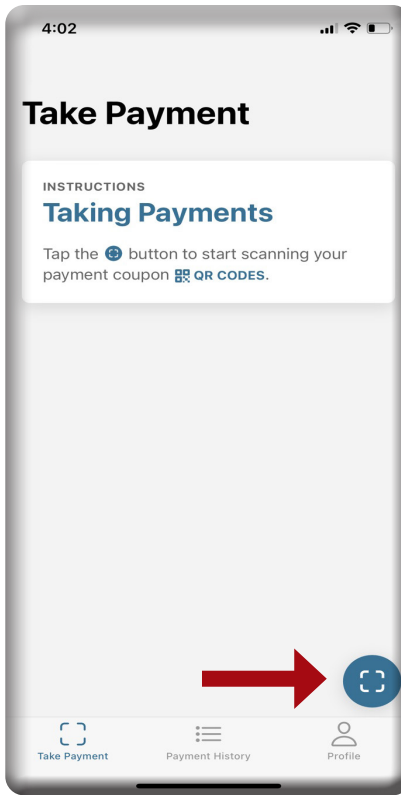 4:02
Take Payment
INSTRUCTIONS
Taking Payments
Tap the button to start scanning your
payment coupon QR CODES.
Take Payment
Payment History
Profile